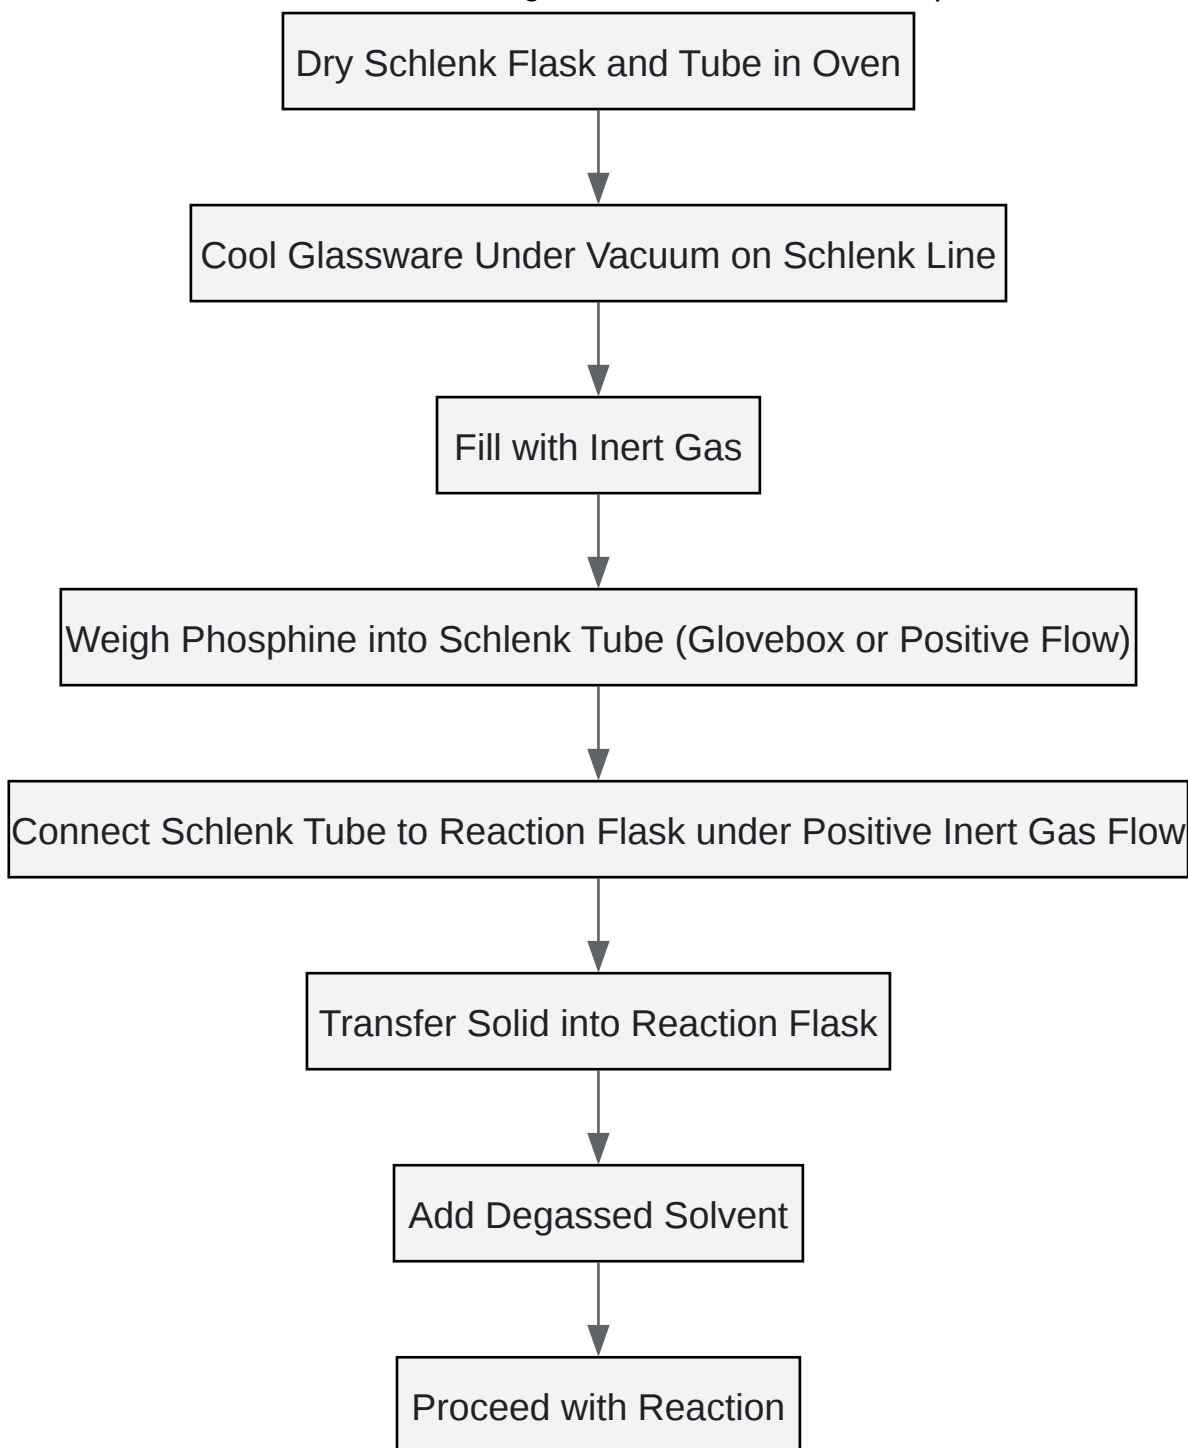 Dry Schlenk Flask and Tube in Oven
Cool Glassware Under Vacuum on Schlenk Line
Fill with Inert Gas
Weigh Phosphine into Schlenk Tube (Glovebox or Positive Flow)
Connect Schlenk Tube to Reaction Flask under Positive Inert Gas Flow
Transfer Solid into Reaction Flask
Add Degassed Solvent
Proceed with Reaction